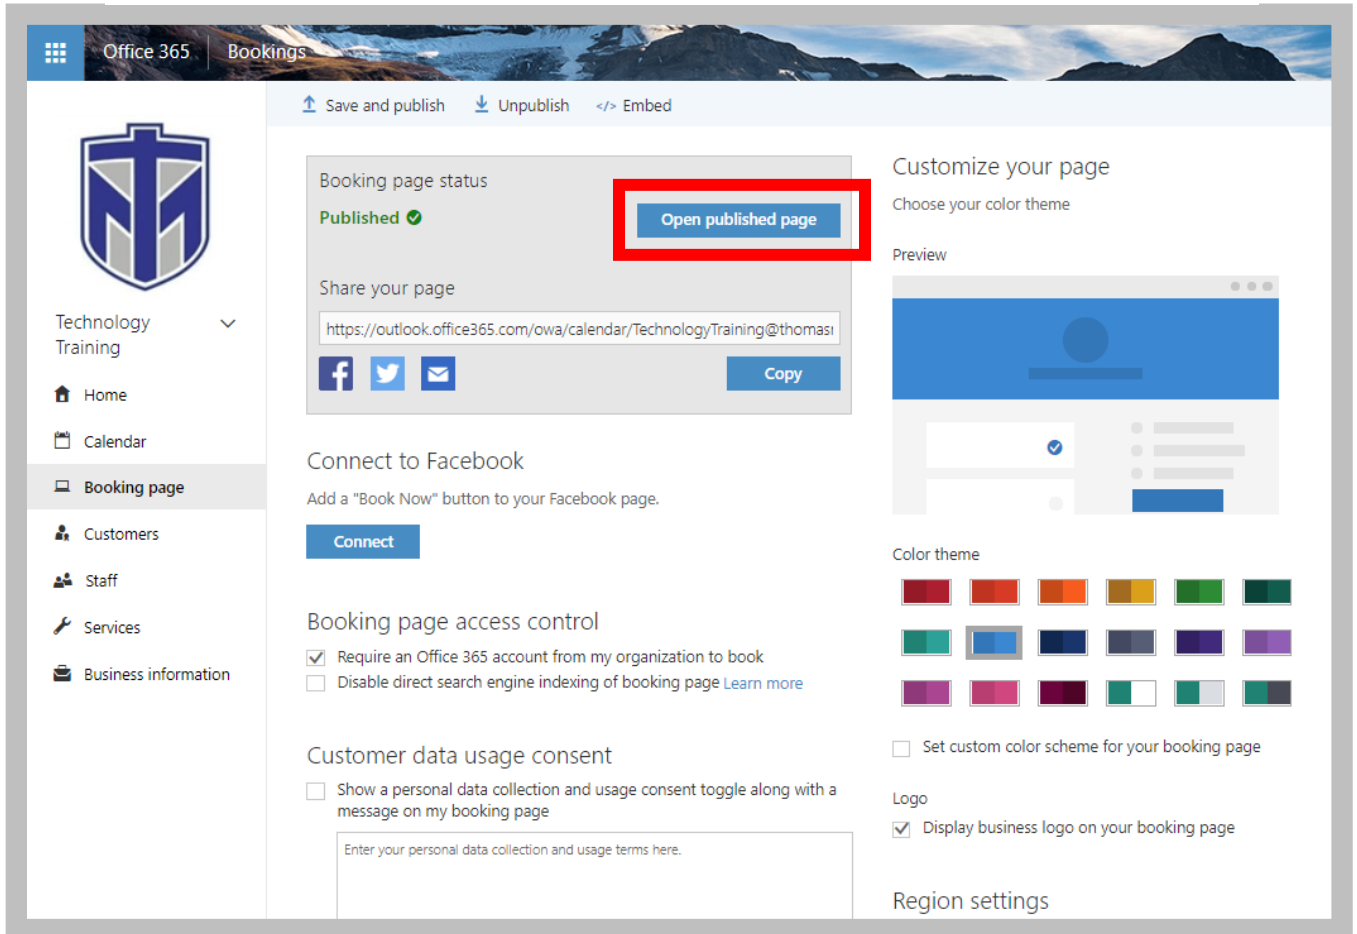 Office 365
Bookings
Save and publish
Unpublish
</> Embed
Technology
Training
Home
Calendar
Booking page
Customers
Staff
Services
Business information
Booking page status
Published
Open published page
Share your page
https://outlook.office365.com/owa/calendar/TechnologyTraining@thomas
Copy
Connect to Facebook
Add a "Book Now" button to your Facebook page.
Connect
Booking page access control
Require an Office 365 account from my organization to book
Disable direct search engine indexing of booking page Learn more
Customer data usage consent
Show a personal data collection and usage consent toggle along with a
message on my booking page
Enter your personal data collection and usage terms here.
Customize your page
Choose your color theme
Preview
Color theme
Set custom color scheme for your booking page
Logo
Display business logo on your booking page
Region settings